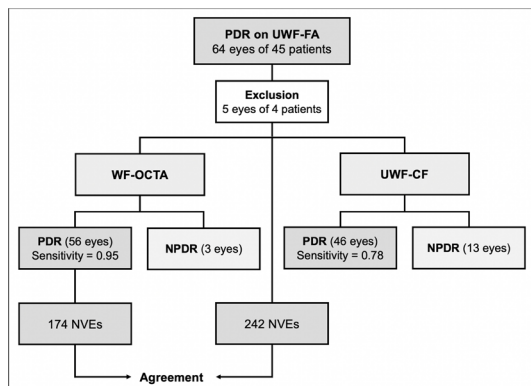 PDR on UWF-FA
64 eyes of 45 patients
Exclusion
5 eyes of 4 patients
WF-OCTA
UWF-CF
PDR (56 eyes)
Sensitivity = 0.95
NPDR (3 eyes)
PDR (46 eyes)
Sensitivity = 0.78
NPDR (13 eyes)
174 NVEs
242 NVEs
Agreement